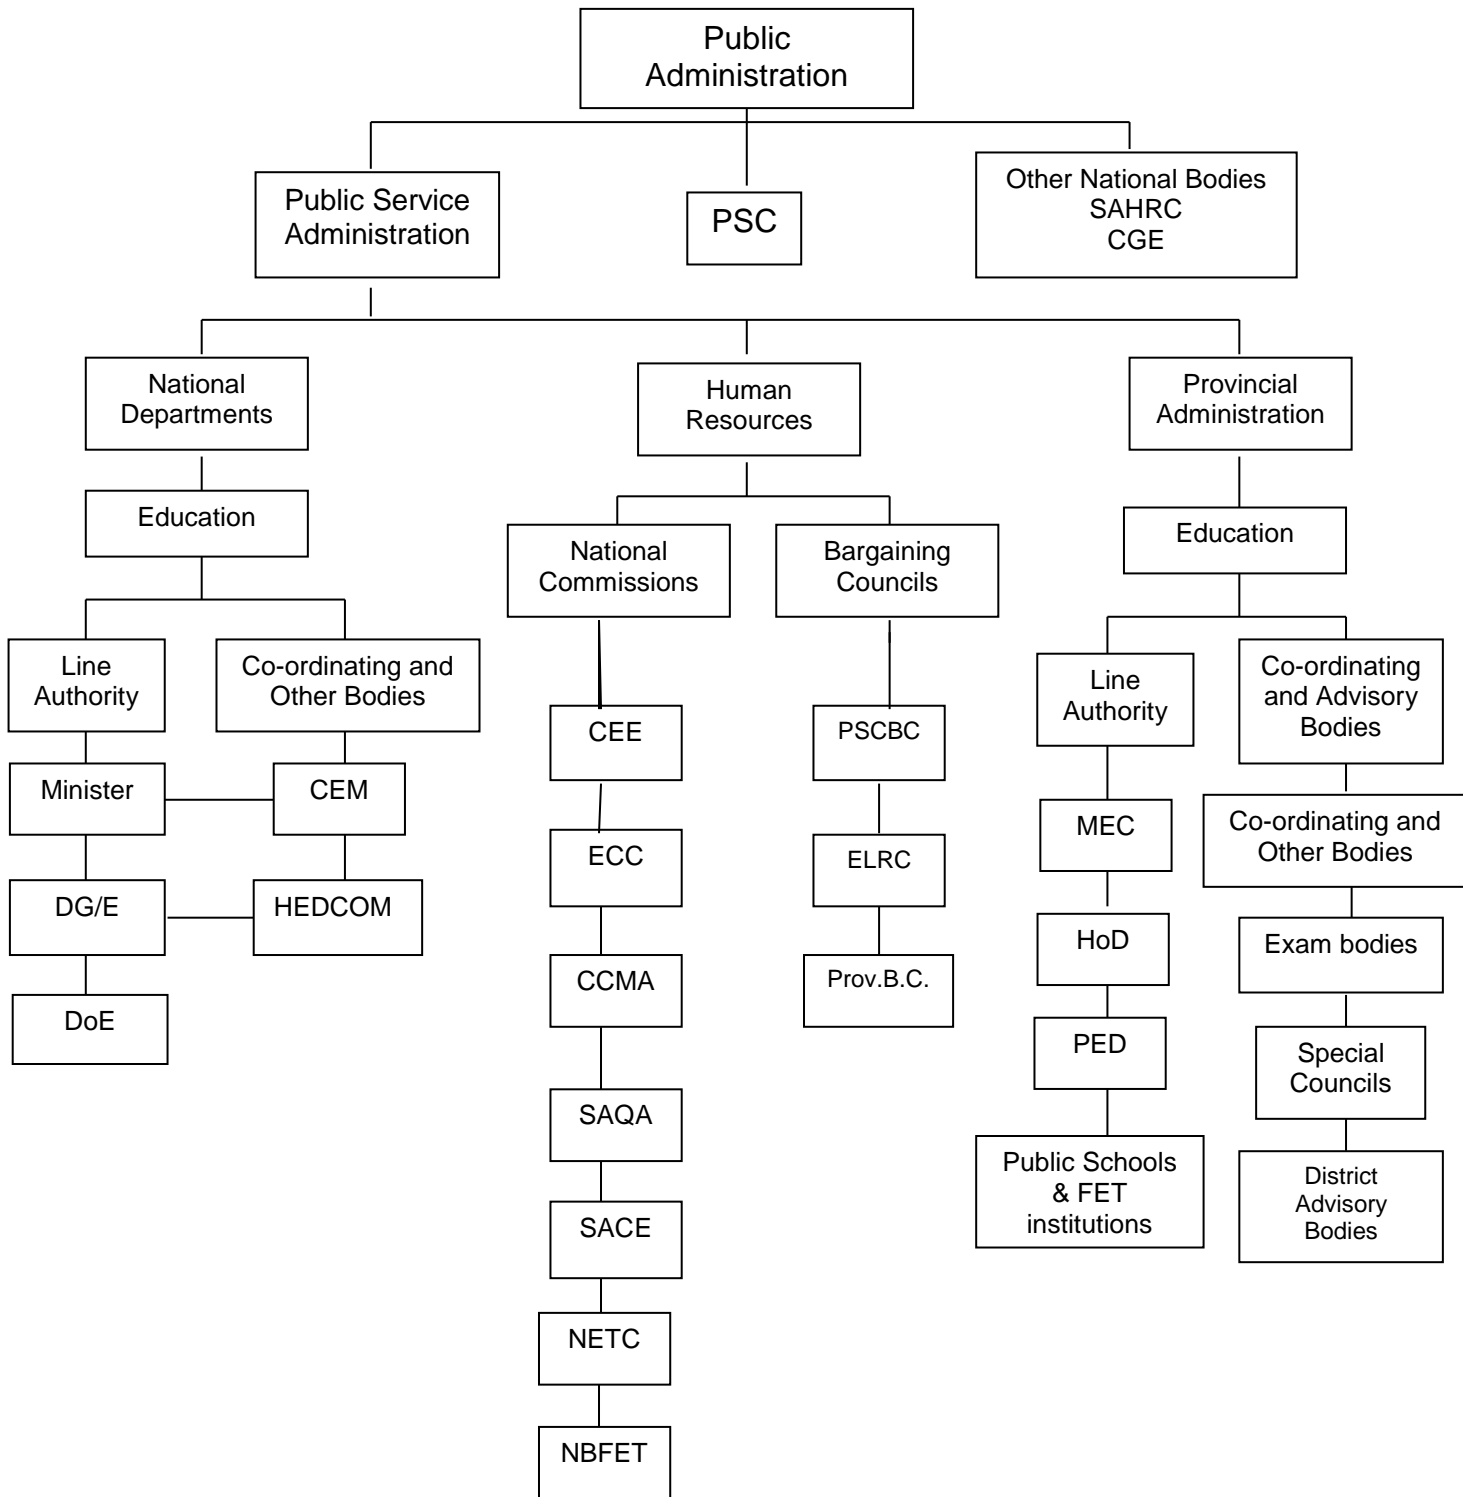 Public
Administration
Public Service
Administration
PSC
Other National Bodies
SAHRC
CGE
National
Departments
Human
Resources
Provincial
Administration
Education
National
Commissions
Bargaining
Councils
Education
Line
Authority
Co-ordinating and
Other Bodies
Line
Authority
Co-ordinating
and Advisory
Bodies
Minister
CEM
CEE
PSCBC
MEC
Co-ordinating and
Other Bodies
DG/E
HEDCOM
ECC
ELRC
HoD
Exam bodies
DoE
CCMA
Prov.B.C.
PED
Special
Councils
SAQA
Public Schools
& FET
institutions
District
Advisory
Bodies
SACE
NETC
NBFET